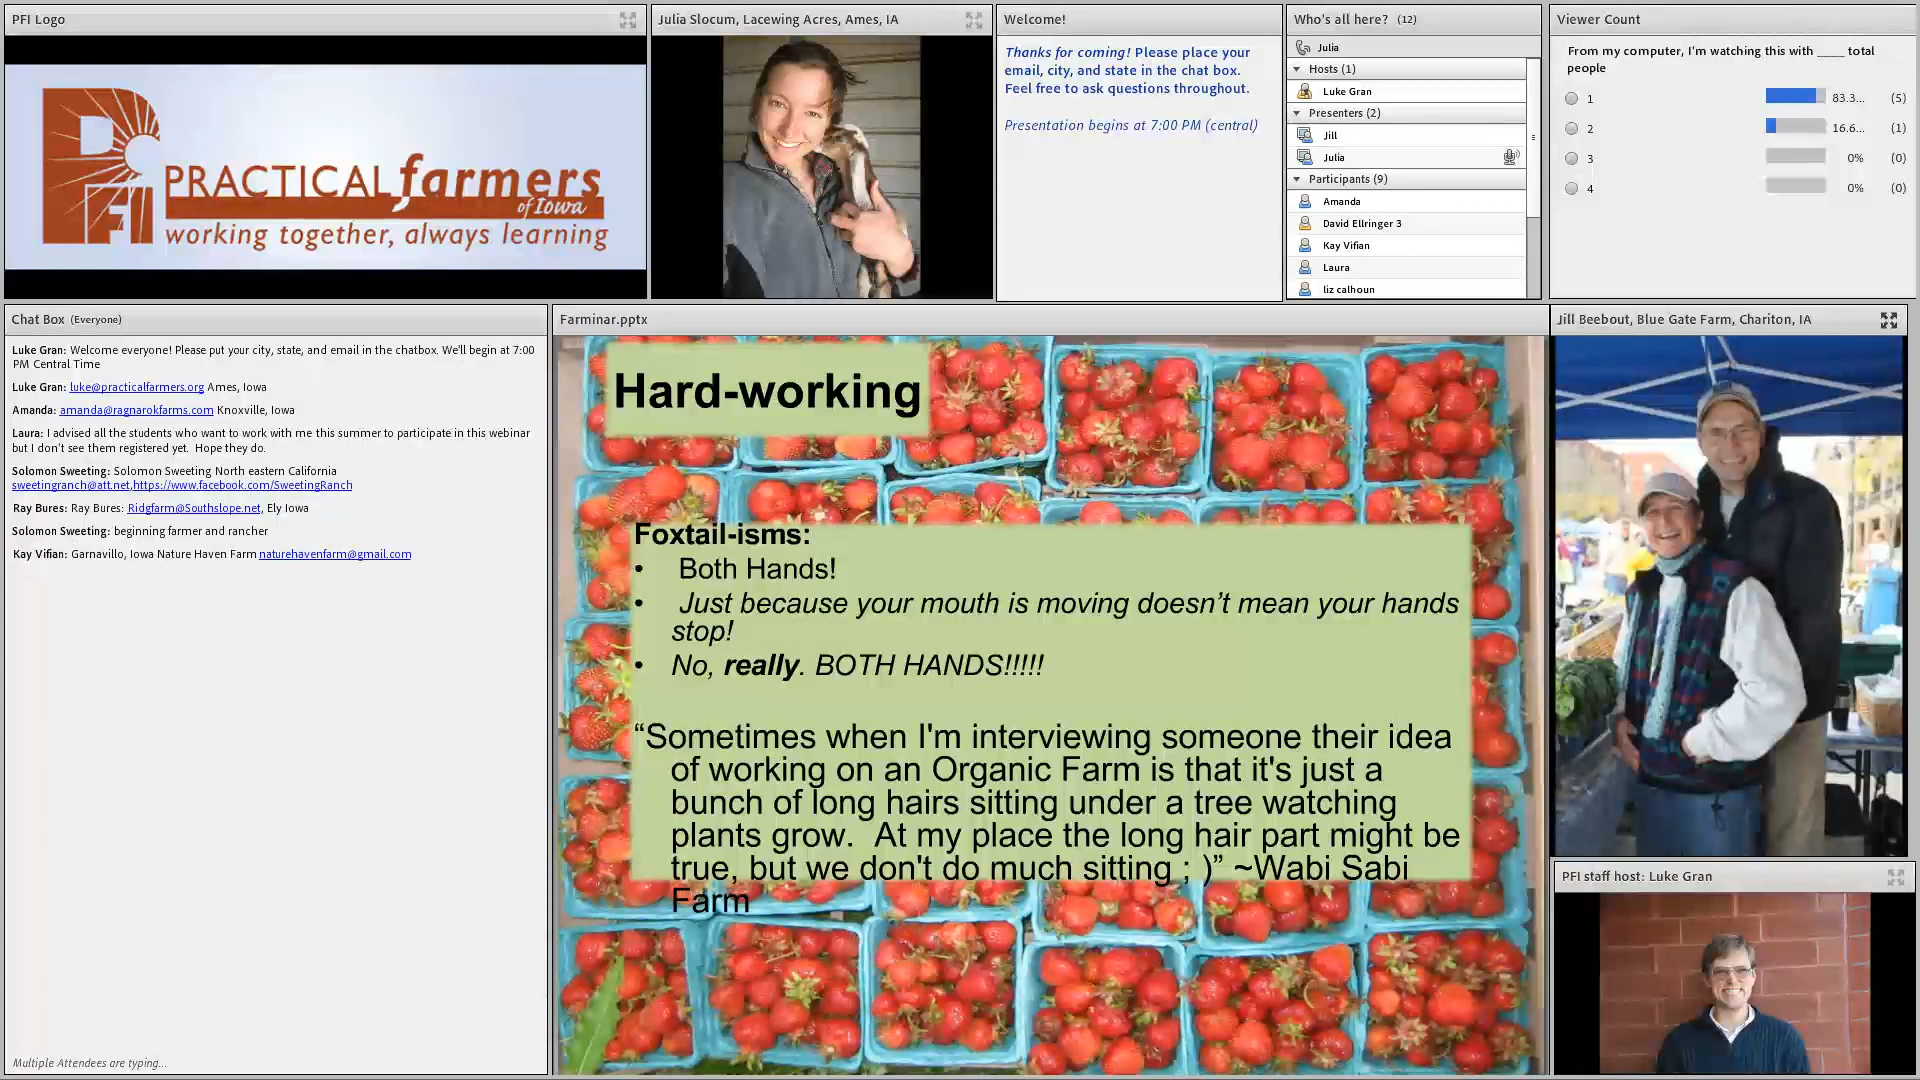 PFI Logo
PFI
PRACTICAL farmers
of Iowa
working together, always learning
Julia Slocum, Lacewing Acres, Ames, IA
Welcome!
Thanks for coming! Please place your
email, city, and state in the chat box.
Feel free to ask questions throughout.
Presentation begins at 7:00 PM (central)
Who's all here? (12)
Julia
Hosts (1)
Luke Gran
Presenters (2)
Jill
Julia
Participants (9)
Amanda
David Ellringer 3
Kay Vifian
Laura
liz calhoun
Viewer Count
From my computer, I'm watching this with ____ total
people
1 83.3... (5)
2 16.6... (1)
3 0% (0)
4 0% (0)
Chat Box (Everyone)
Luke Gran: Welcome everyone! Please put your city, state, and email in the chatbox. We'll begin at 7:00
PM Central Time
Luke Gran: luke@practicalfarmers.org Ames, Iowa
Amanda: amanda@ragnarokfarms.com Knoxville, Iowa
Laura: I advised all the students who want to work with me this summer to participate in this webinar
but I don't see them registered yet. Hope they do.
Solomon Sweeting: Solomon Sweeting North eastern California
sweetingranch@att.net,https://www.facebook.com/SweetingRanch
Ray Bures: Ray Bures: Ridgfarm@Southslope.net, Ely Iowa
Solomon Sweeting: beginning farmer and rancher
Kay Vifian: Garnavillo, Iowa Nature Haven Farm naturehavenfarm@gmail.com
Multiple Attendees are typing...
Farminar.pptx
Hard-working
Foxtail-isms:
• Both Hands!
• Just because your mouth is moving doesn’t mean your hands
stop!
• No, really. BOTH HANDS!!!!!
“Sometimes when I'm interviewing someone their idea
of working on an Organic Farm is that it's just a
bunch of long hairs sitting under a tree watching
plants grow.  At my place the long hair part might be
true, but we don't do much sitting ; )” ~Wabi Sabi
Farm
Jill Beebout, Blue Gate Farm, Chariton, IA
PFI staff host: Luke Gran